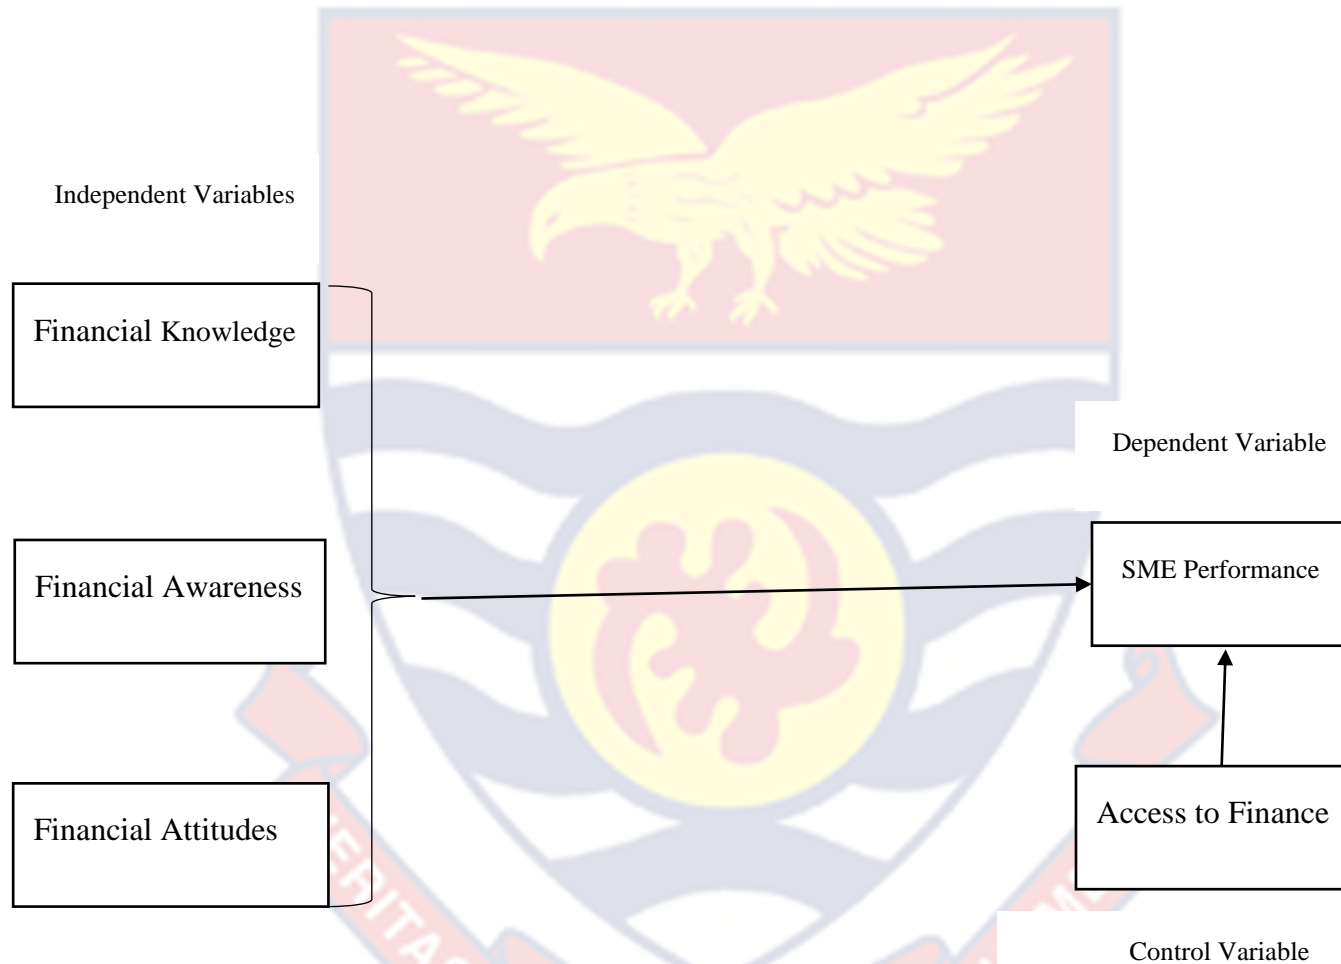 Independent Variables
Financial Knowledge
Financial Awareness
Financial Attitudes
Dependent Variable
SME Performance
Access to Finance
Control Variable